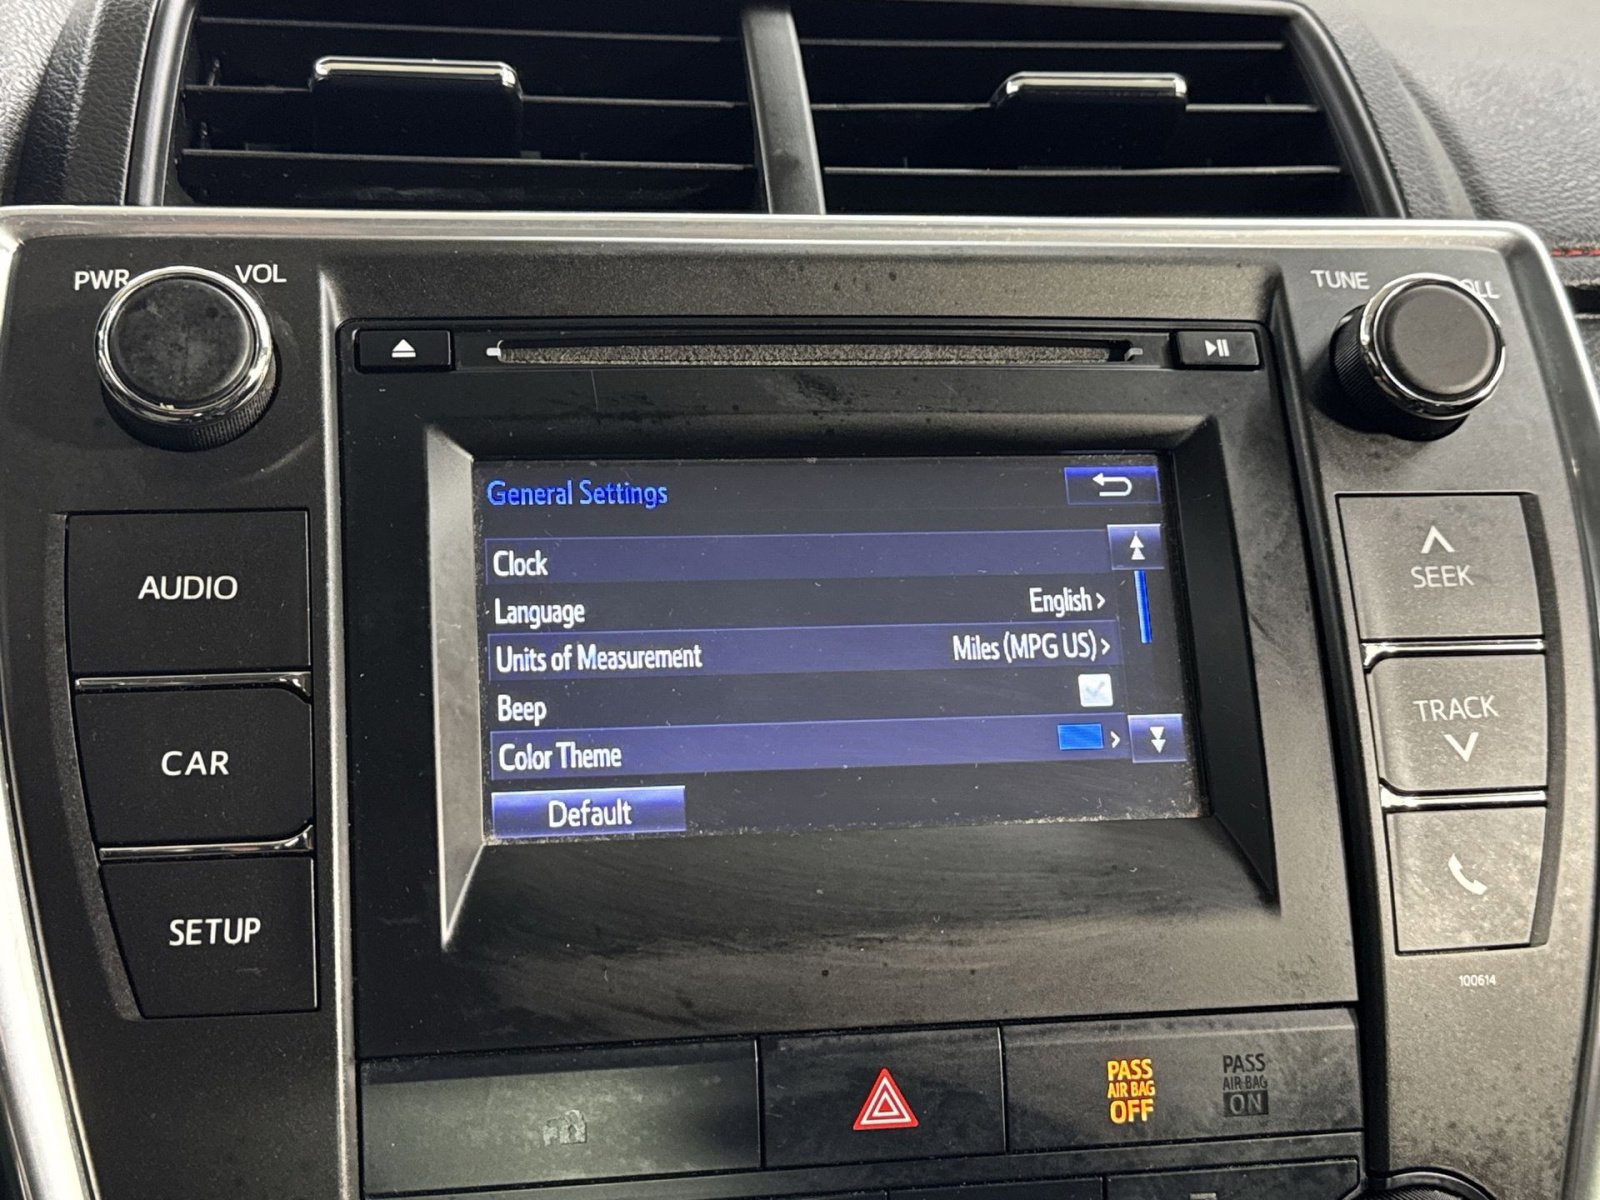 PWR VOL
TUNE
General Settings
Clock
Language English >
Units of Measurement Miles (MPG US) >
Beep
Color Theme >
Default
AUDIO
CAR
SETUP
SEEK
TRACK
100614
PASS
AIR BAG
OFF
PASS
AIR BAG
ON